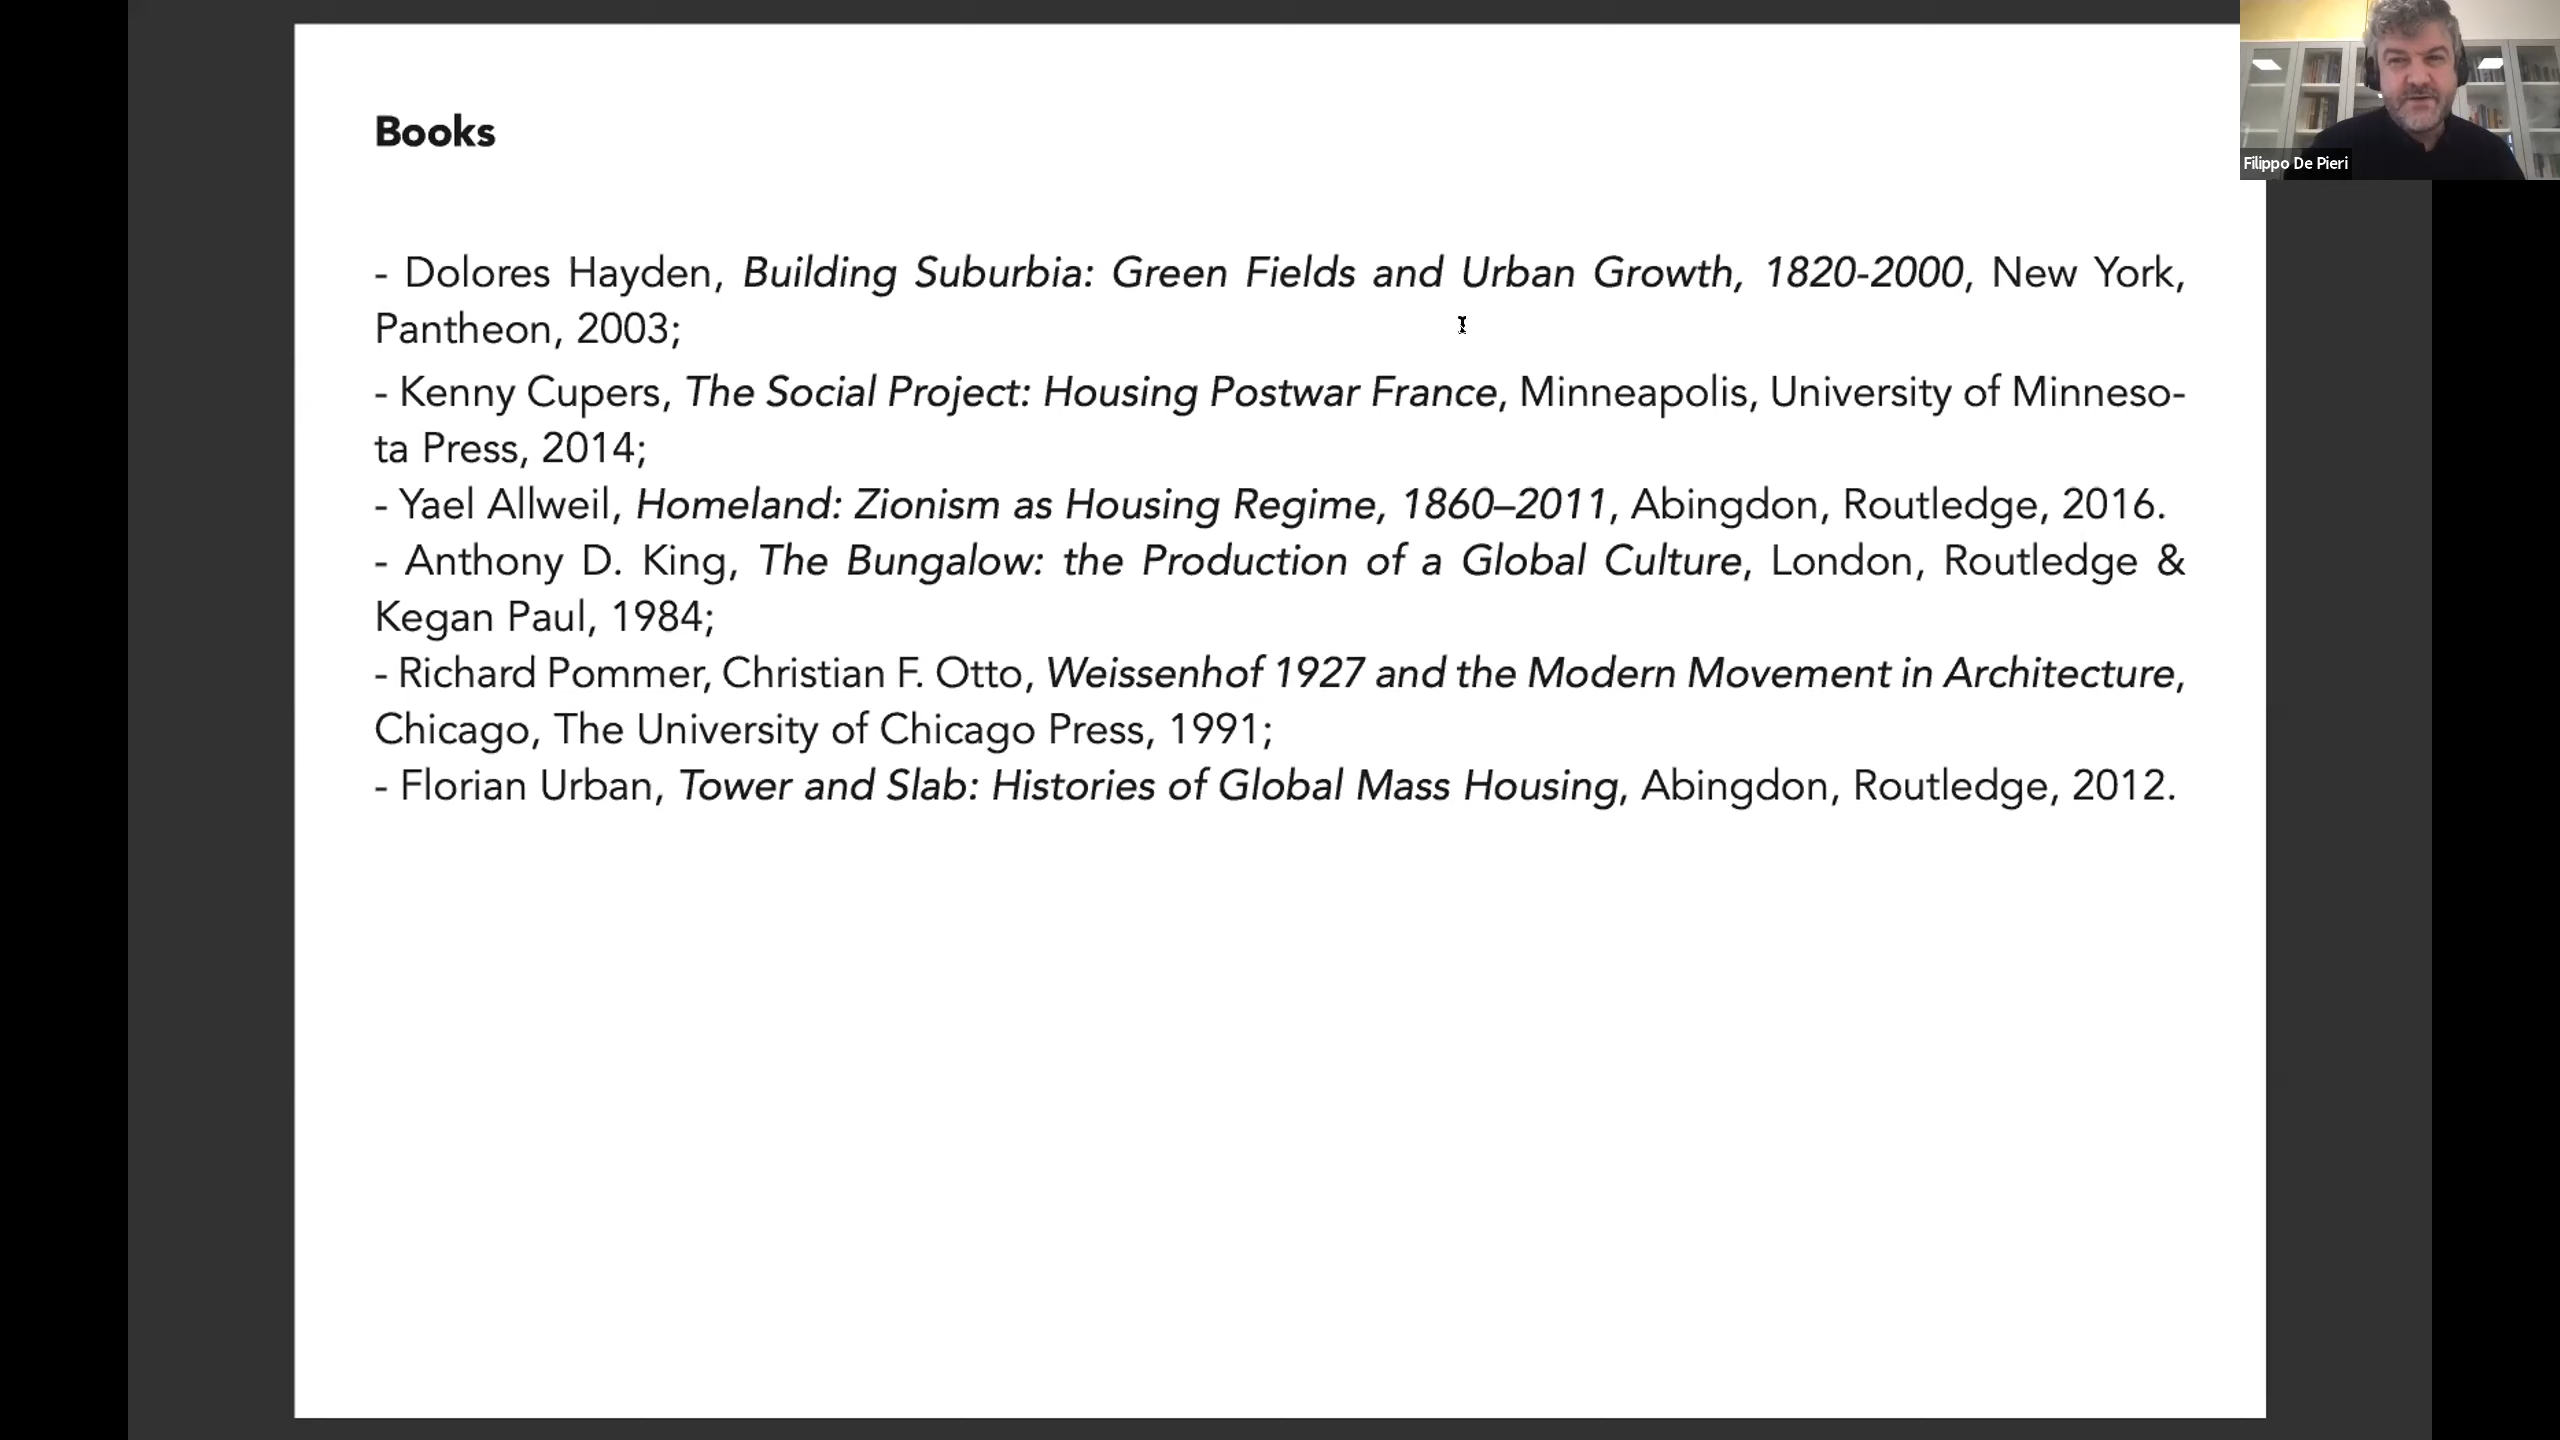 Books
Filippo De Pieri
- Dolores Hayden, Building Suburbia: Green Fields and Urban Growth, 1820-2000, New York,
Pantheon, 2003;
- Kenny Cupers, The Social Project: Housing Postwar France, Minneapolis, University of Minneso-
ta Press, 2014;
- Yael Allweil, Homeland: Zionism as Housing Regime, 1860–2011, Abingdon, Routledge, 2016.
- Anthony D. King, The Bungalow: the Production of a Global Culture, London, Routledge &
Kegan Paul, 1984;
- Richard Pommer, Christian F. Otto, Weissenhof 1927 and the Modern Movement in Architecture,
Chicago, The University of Chicago Press, 1991;
- Florian Urban, Tower and Slab: Histories of Global Mass Housing, Abingdon, Routledge, 2012.